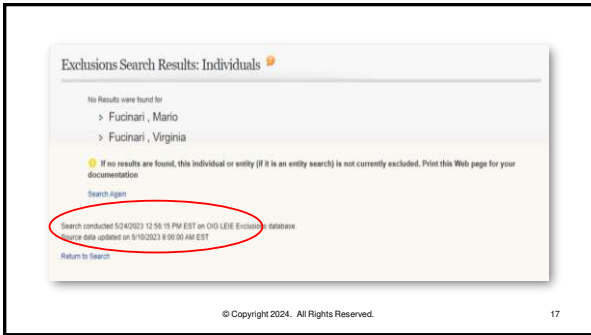 Exclusions Search Results: Individuals
No Results were found for
> Fucinari , Mario
> Fucinari , Virginia
If no results are found, this individual or entity (if it is an entity search) is not currently excluded. Print this Web page for your
documentation
Search Again
Search conducted 5/24/2023 12:56:15 PM EST on OIG LEIE Exclusions database.
Source data updated on 5/10/2023 9:00:00 AM EST
Return to Search
© Copyright 2024. All Rights Reserved.
17